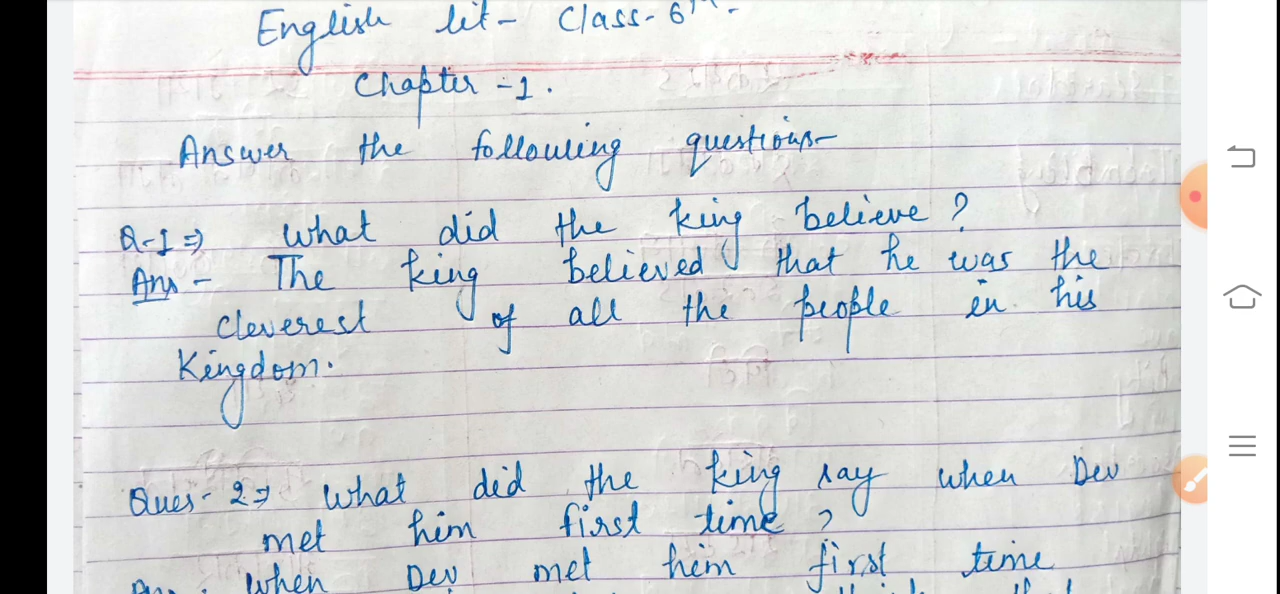 English lit- Class- 6th-
Chapter -1.
Answer the following questions-
Q-1⇒ What did the king believe?
Ans - The king believed that he was the
cleverest of all the people in his
Kingdom.
Ques- 2⇒ What did the king say when Dev
met him first time?
Ans. When Dev met him first time